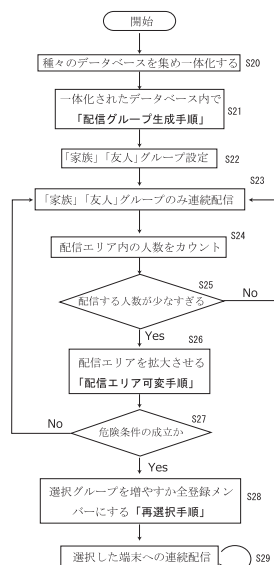 開始
種々のデータベースを集め一体化する S20
一体化されたデータベース内で
「配信グループ生成手順」
S21
「家族」「友人」グループ設定 S22
S23
「家族」「友人」グループのみ連続配信
S24
配信エリア内の人数をカウント
S25
配信する人数が少なすぎる
No
Yes
S26
配信エリアを拡大させる
「配信エリア可変手順」
S27
No
危険条件の成立か
Yes
選択グループを増やすか全登録メン
バーにする「再選択手順」
S28
選択した端末への連続配信 S29